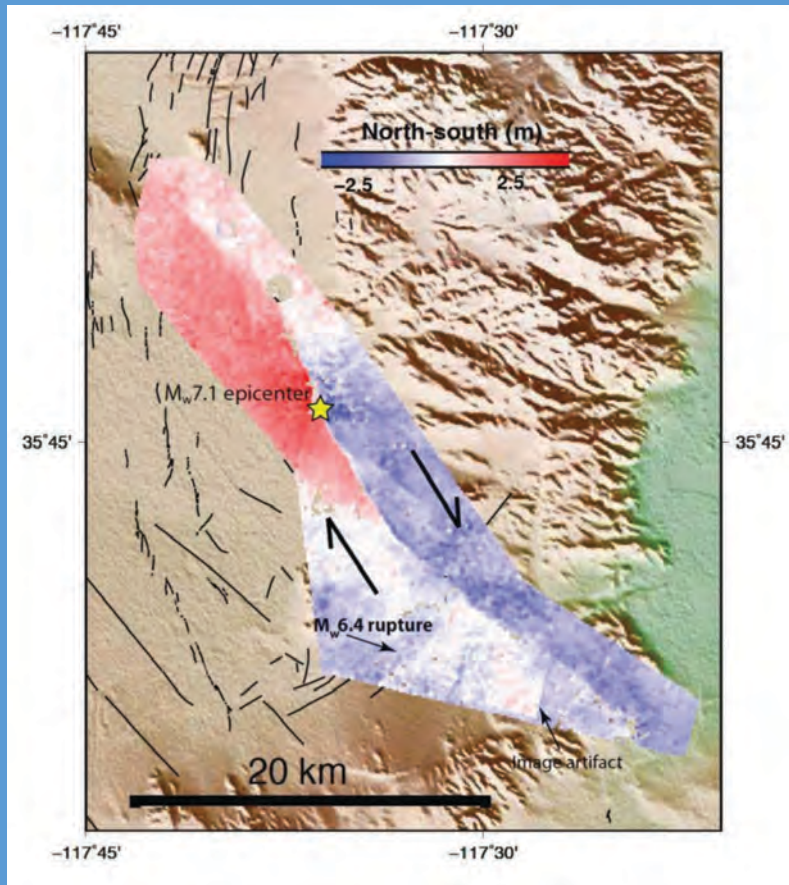 −117˚45' −117˚30'
North-south (m)
−2.5 2.5
Mw7.1 epicenter
35˚45' 35˚45'
Mw6.4 rupture
Image artifact
20 km
−117˚45' −117˚30'